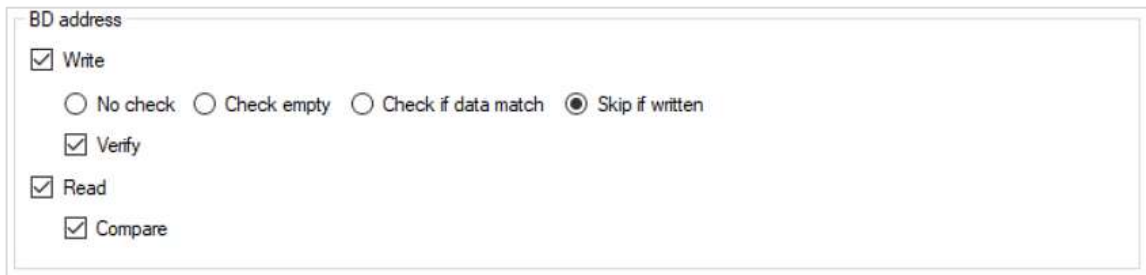 BD address
Write
No check Check empty Check if data match Skip if written
Verify
Read
Compare